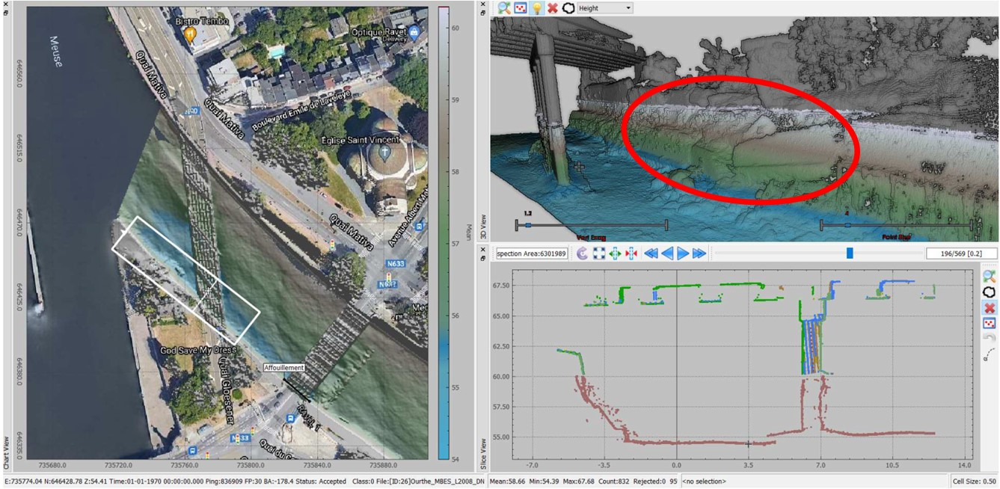 Meuse
Bistro Tembo
Optique Ravet
Delivery
Quai Mativa
Quai Mativa
Boulevard Emile de Laveleye
Église Saint Vincent
N90
Quai Mativa
Avenue Albert Ma
N633
N633
Med
God Save My Dress
Affouillement
Quai Gloesener
RAVeL 1
N633
Quai du C
646560.0
646515.0
646470.0
646425.0
646380.0
646335.0
735680.0
735720.0
735760.0
735800.0
735840.0
735880.0
Chart View
60
59
58
57
56
55
54
Mean
Height
3D View
1.2
Vert Exag
4
spection Area:6301989
196/569 [0.2]
Slice View
67.50
65.00
62.50
60.00
57.50
55.00
-7.0
-3.5
0.0
3.5
7.0
10.5
14.0
E:735774.04 N:646428.78 Z:54.41 Time:01-01-1970 00:00:00.000 Ping:836909 FP:30 BA:-178.4 Status: Accepted Class:0 File:[ID:26]Ourthe_MBES_L2008_DN
Mean:58.66 Min:54.39 Max:67.68 Count:832 Rejected:0 95
<no selection>
Cell Size: 0.50